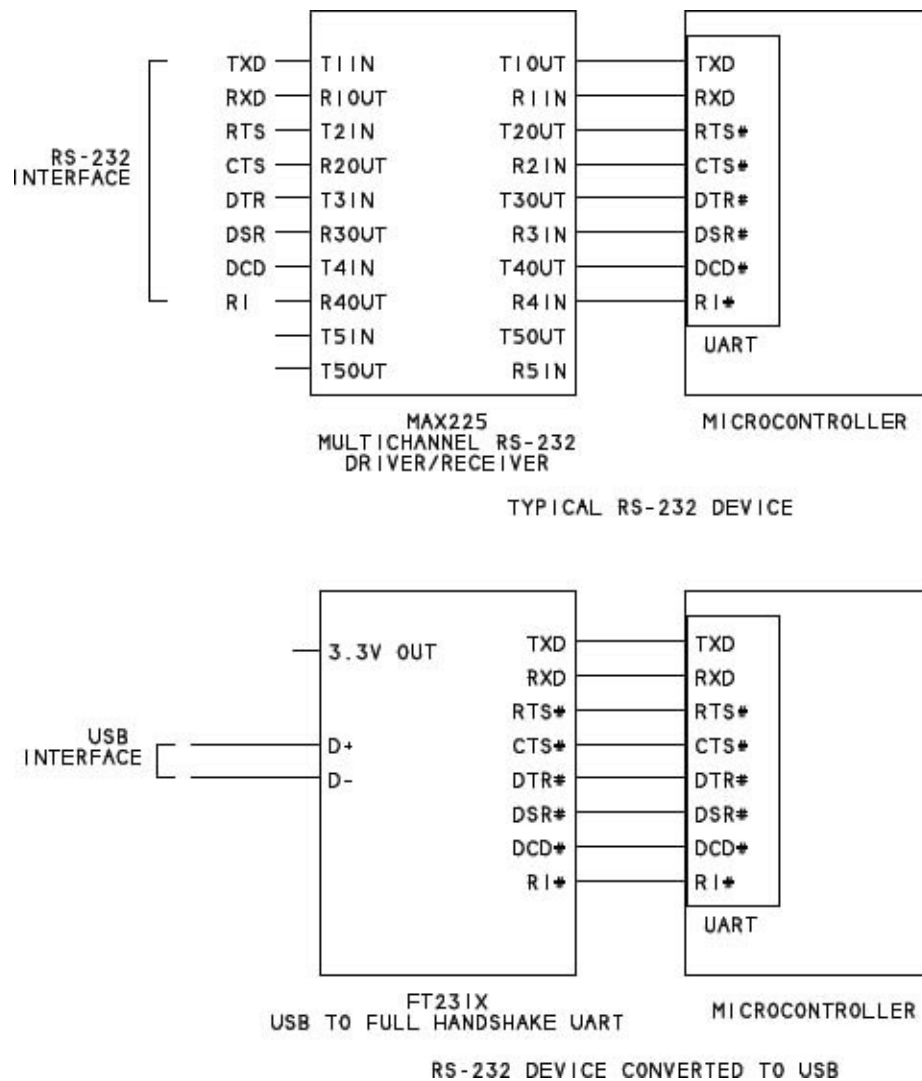 TXD T1IN T1OUT TXD
RXD R1OUT R1IN RXD
RTS T2IN T2OUT RTS#
RS-232
INTERFACE
CTS R2OUT R2IN CTS#
DTR T3IN T3OUT DTR#
DSR R3OUT R3IN DSR#
DCD T4IN T4OUT DCD#
RI R4OUT R4IN RI#
T5IN T5OUT
UART
T5OUT R5IN
MAX225
MULTICHANNEL RS-232
DRIVER/RECEIVER
MICROCONTROLLER
TYPICAL RS-232 DEVICE
3.3V OUT
TXD TXD
RXD RXD
RTS# RTS#
USB
INTERFACE
D+ CTS# CTS#
D- DTR# DTR#
DSR# DSR#
DCD# DCD#
RI# RI#
UART
FT231X
USB TO FULL HANDSHAKE UART
MICROCONTROLLER
RS-232 DEVICE CONVERTED TO USB